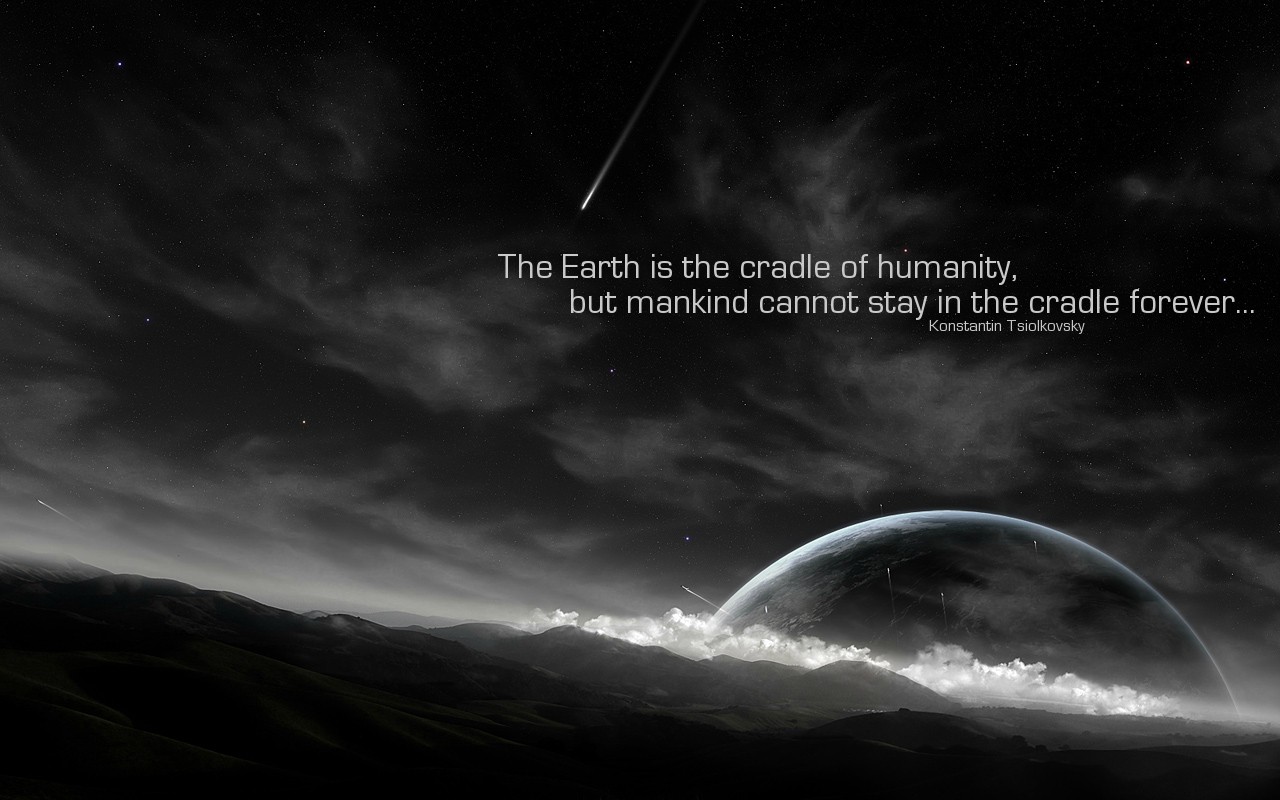 The Earth is the cradle of humanity,
but mankind cannot stay in the cradle forever...
Konstantin Tsiolkovsky